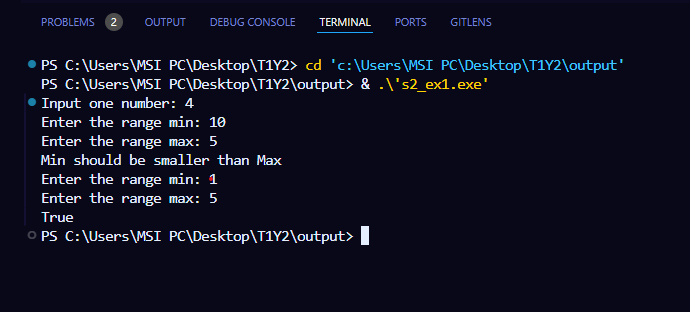 PROBLEMS 2 OUTPUT DEBUG CONSOLE TERMINAL PORTS GITLENS
PS C:\Users\MSI PC\Desktop\T1Y2> cd 'c:\Users\MSI PC\Desktop\T1Y2\output'
PS C:\Users\MSI PC\Desktop\T1Y2\output> & .\'s2_ex1.exe'
Input one number: 4
Enter the range min: 10
Enter the range max: 5
Min should be smaller than Max
Enter the range min: 1
Enter the range max: 5
True
PS C:\Users\MSI PC\Desktop\T1Y2\output>